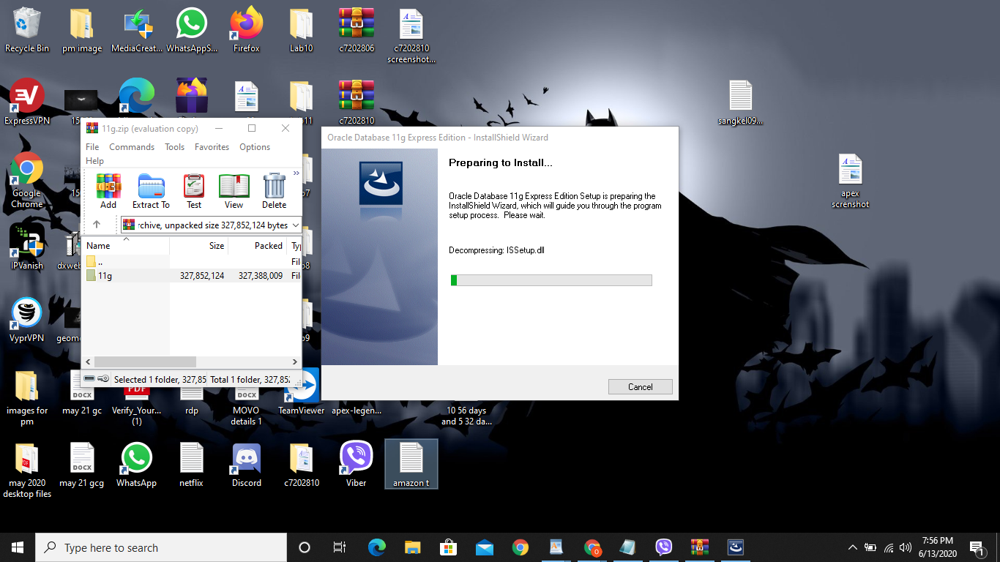 Recycle Bin
pm image
MediaCreat...
WhatsAppS...
Firefox
Lab10
c7202806
c7202810
screenshot...
ExpressVPN
c7202810
sangkel09...
Google
Chrome
apex
screnshot
IPVanish
dxweb
VyprVPN
geom
11g.zip (evaluation copy)
File
Commands
Tools
Favorites
Options
Help
Add
Extract To
Test
View
Delete
»
rchive, unpacked size 327,852,124 bytes
Name
Size
Packed
Ty
..
Fil
11g
327,852,124
327,388,009
Fil
Selected 1 folder, 327,85
Total 1 folder, 327,85
Oracle Database 11g Express Edition - InstallShield Wizard
Preparing to Install...
Oracle Database 11g Express Edition Setup is preparing the
InstallShield Wizard, which will guide you through the program
setup process. Please wait.
Decompressing: ISSetup.dll
Cancel
images for
pm
DOCX
may 21 gc
PDF
Verify_Your...
(1)
rdp
DOCX
MOVO
details 1
TeamViewer
apex-legen...
10 56 days
and 5 32 da...
PDF
may 2020
desktop files
DOCX
may 21 gcg
WhatsApp
netflix
Discord
c7202810
Viber
amazon t
Type here to search
7:56 PM
6/13/2020
1